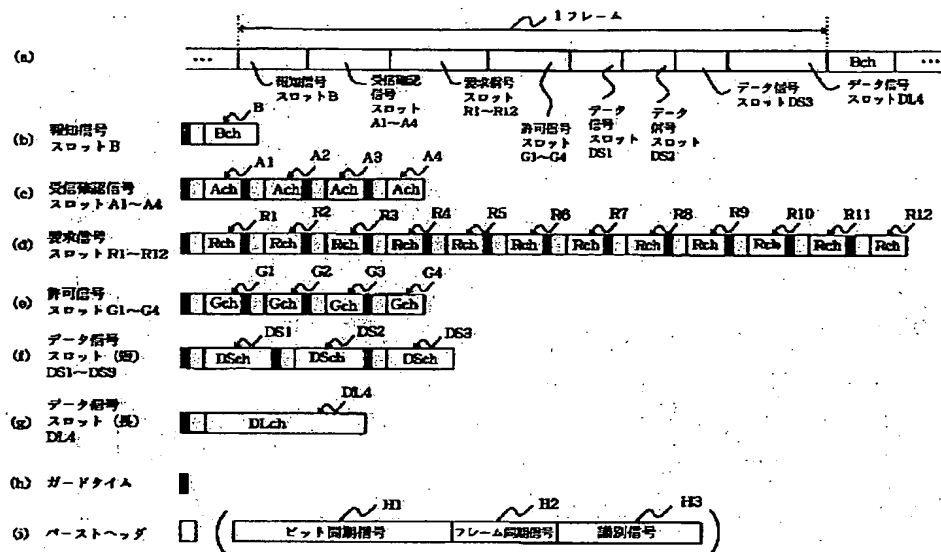 1フレーム
(a)
...
Bch
...
報知信号
スロットB
受信確認
信号
スロット
A1〜A4
要求信号
スロット
R1〜R12
許可信号
スロット
G1〜G4
データ
信号
スロット
DS1
データ
信号
スロット
DS2
データ信号
スロットDS3
データ信号
スロットDL4
(b) 報知信号
スロットB
B
Bch
(c) 受信確認信号
スロットA1〜A4
A1 A2 A3 A4
Ach Ach Ach Ach
(d) 要求信号
スロットR1〜R12
R1 R2 R3 R4 R5 R6 R7 R8 R9 R10 R11 R12
Rch Rch Rch Rch Rch Rch Rch Rch Rch Rch Rch Rch
(e) 許可信号
スロットG1〜G4
G1 G2 G3 G4
Gch Gch Gch Gch
(f) データ信号
スロット(短)
DS1〜DS3
DS1 DS2 DS3
DSch DSch DSch
(g) データ信号
スロット(長)
DL4
DL4
DLch
(h) ガードタイム
(i) バーストヘッダ
H1 H2 H3
ビット同期信号 フレーム同期信号 識別信号